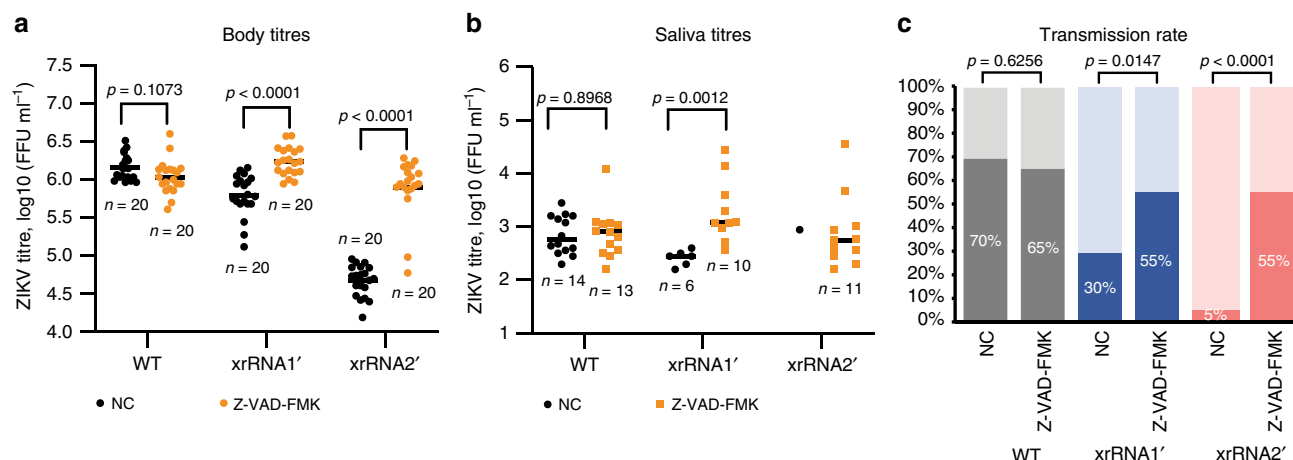 a
Body titres
ZIKV titre, log10 (FFU ml⁻¹)
7.5
7.0
6.5
6.0
5.5
5.0
4.5
4.0
p = 0.1073
p < 0.0001
p < 0.0001
n = 20
n = 20
n = 20
n = 20
n = 20
n = 20
WT
xrRNA1′
xrRNA2′
NC
Z-VAD-FMK
b
Saliva titres
ZIKV titre, log10 (FFU ml⁻¹)
6
5
4
3
2
1
p = 0.8968
p = 0.0012
n = 14
n = 13
n = 6
n = 10
n = 11
WT
xrRNA1′
xrRNA2′
NC
Z-VAD-FMK
c
Transmission rate
p = 0.6256
p = 0.0147
p < 0.0001
100%
90%
80%
70%
60%
50%
40%
30%
20%
10%
0%
70%
65%
30%
55%
5%
55%
NC
Z-VAD-FMK
NC
Z-VAD-FMK
NC
Z-VAD-FMK
WT
xrRNA1′
xrRNA2′